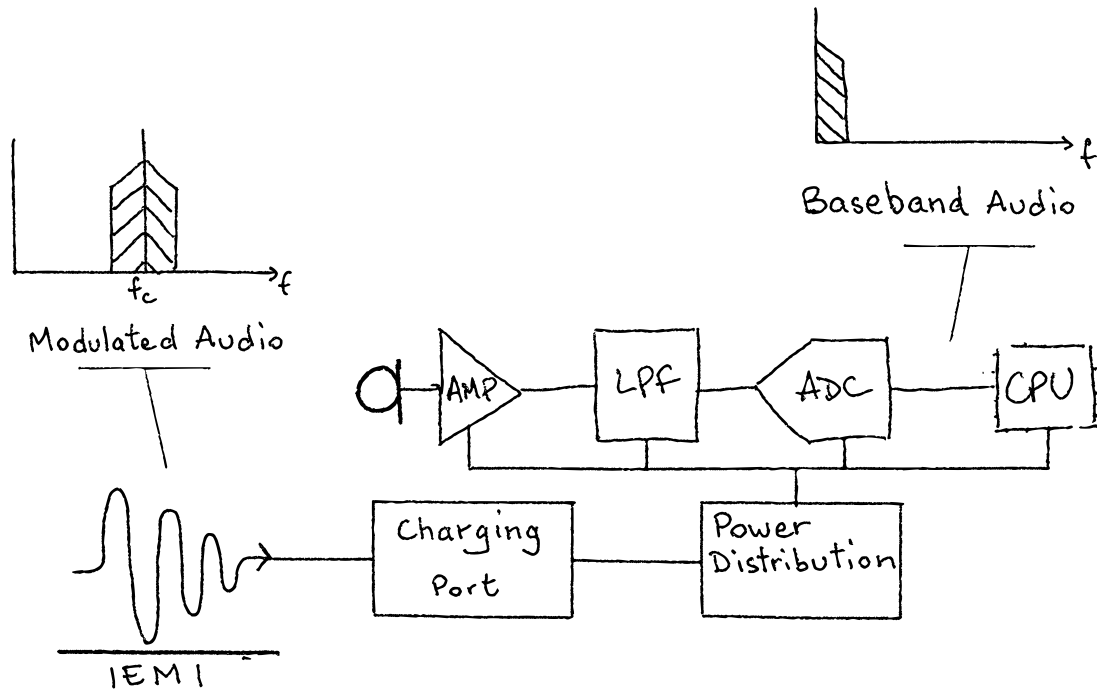 f
Baseband Audio
fc
f
Modulated Audio
AMP
LPF
ADC
CPU
Charging
Port
Power
Distribution
IEMI